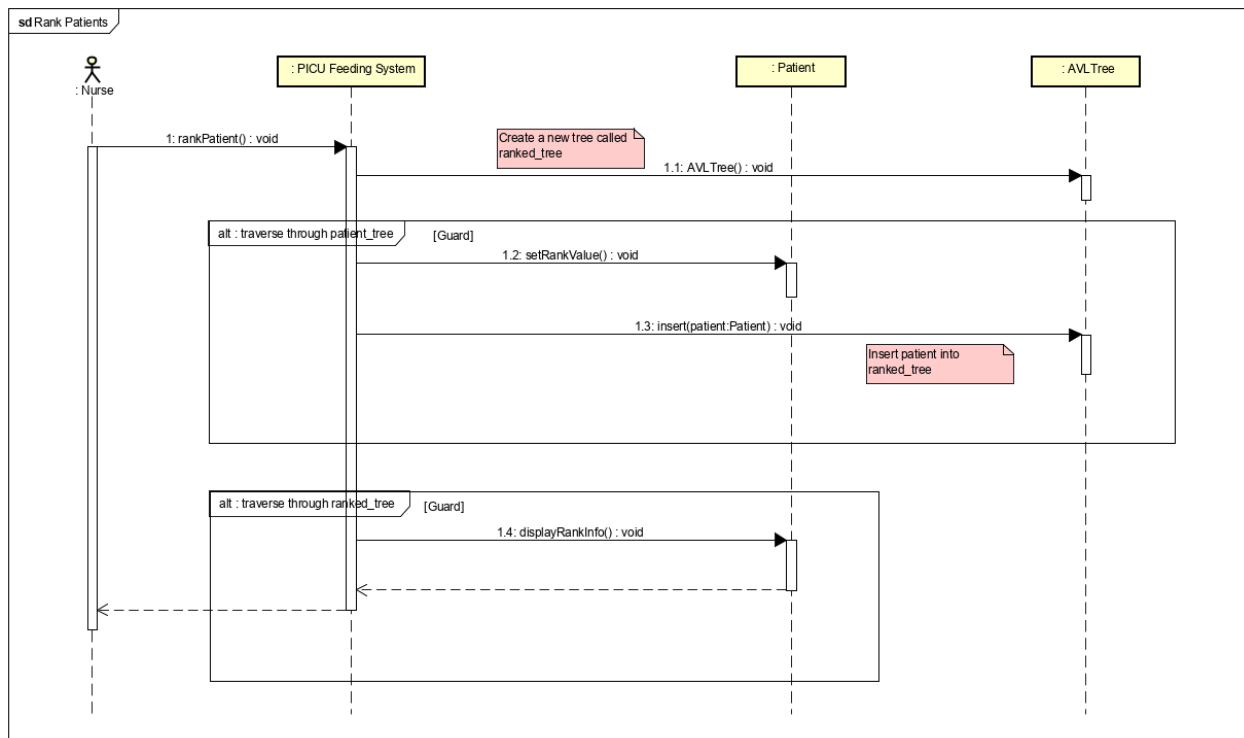 sd Rank Patients
: Nurse
: PICU Feeding System
: Patient
: AVLTree
1: rankPatient() : void
Create a new tree called
ranked_tree
1.1: AVLTree() : void
alt : traverse through patient_tree
[Guard]
1.2: setRankValue() : void
1.3: insert(patient:Patient) : void
Insert patient into
ranked_tree
alt : traverse through ranked_tree
[Guard]
1.4: displayRankInfo() : void